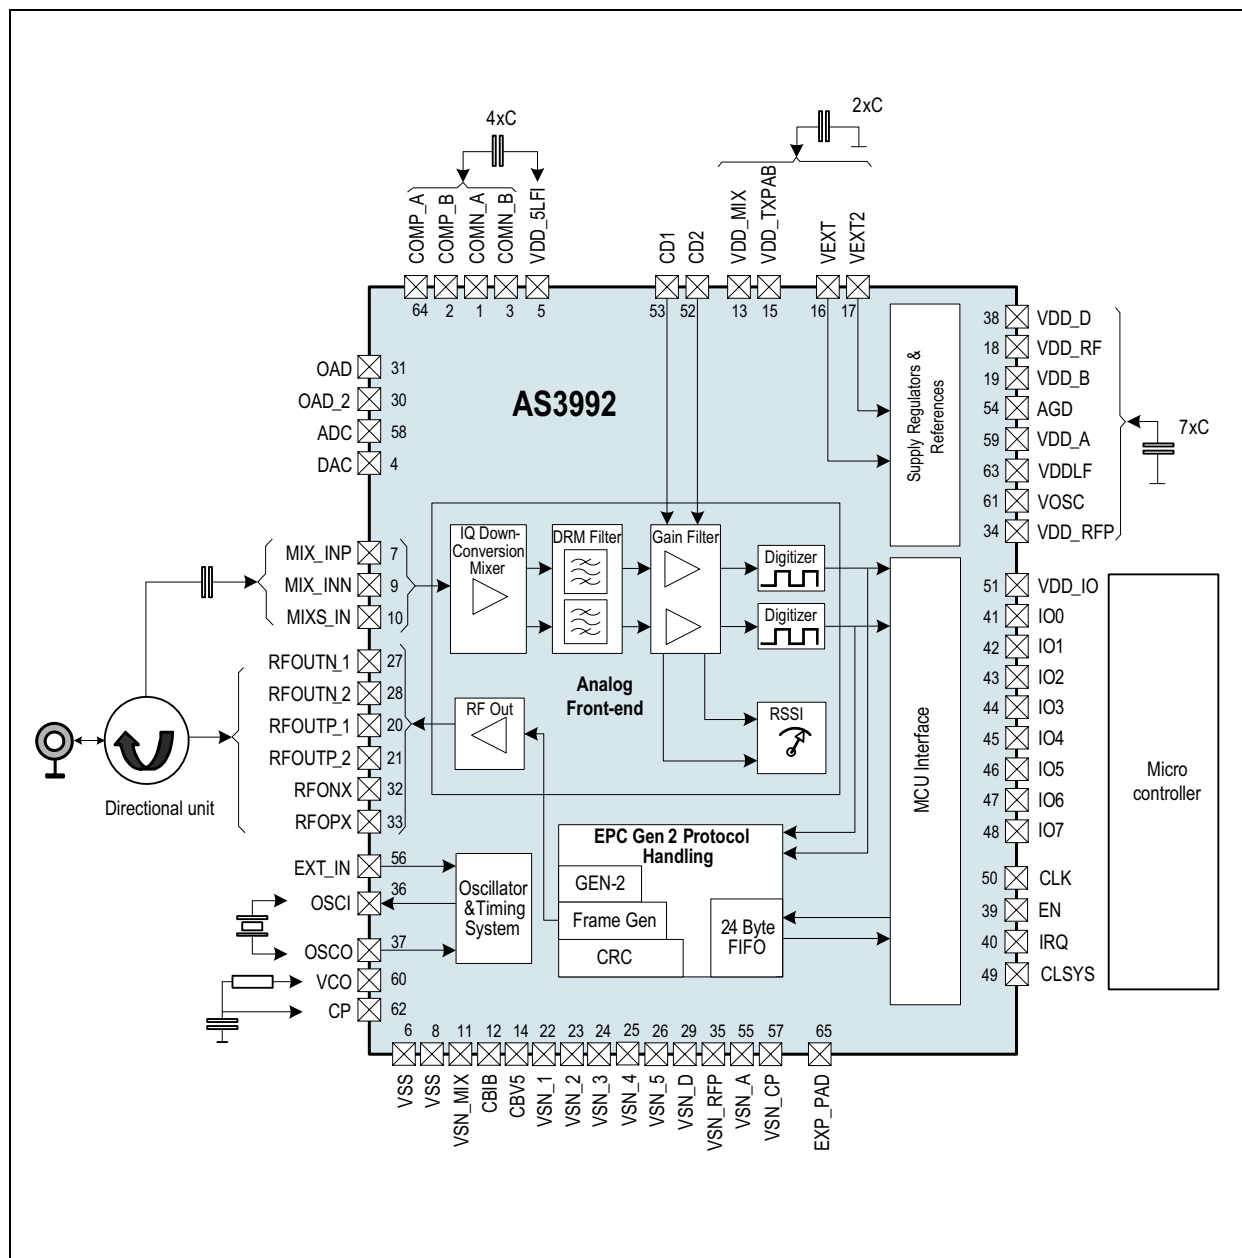 4xC
2xC
COMP_A
COMP_B
COMN_A
COMN_B
VDD_5LFI
CD1
CD2
VDD_MIX
VDD_TXPAB
VEXT
VEXT2
64
2
1
3
5
53
52
13
15
16
17
OAD 31
OAD_2 30
ADC 58
DAC 4
AS3992
Supply Regulators &
References
38 VDD_D
18 VDD_RF
19 VDD_B
54 AGD
59 VDD_A
63 VDDLF
61 VOSC
34 VDD_RFP
7xC
MIX_INP 7
MIX_INN 9
MIXS_IN 10
IQ Down-
Conversion
Mixer
DRM Filter
Gain Filter
Digitizer
Digitizer
RFOUTN_1 27
RFOUTN_2 28
RFOUTP_1 20
RFOUTP_2 21
RFONX 32
RFOPX 33
Directional unit
RF Out
Analog
Front-end
RSSI
MCU Interface
51 VDD_IO
41 IO0
42 IO1
43 IO2
44 IO3
45 IO4
46 IO5
47 IO6
48 IO7
50 CLK
39 EN
40 IRQ
49 CLSYS
Micro
controller
EXT_IN 56
OSCI 36
OSCO 37
VCO 60
CP 62
Oscillator
&Timing
System
EPC Gen 2 Protocol
Handling
GEN-2
Frame Gen
CRC
24 Byte
FIFO
6
8
11
12
14
22
23
24
25
26
29
35
55
57
65
VSS
VSS
VSN_MIX
CBIB
CBV5
VSN_1
VSN_2
VSN_3
VSN_4
VSN_5
VSN_D
VSN_RFP
VSN_A
VSN_CP
EXP_PAD